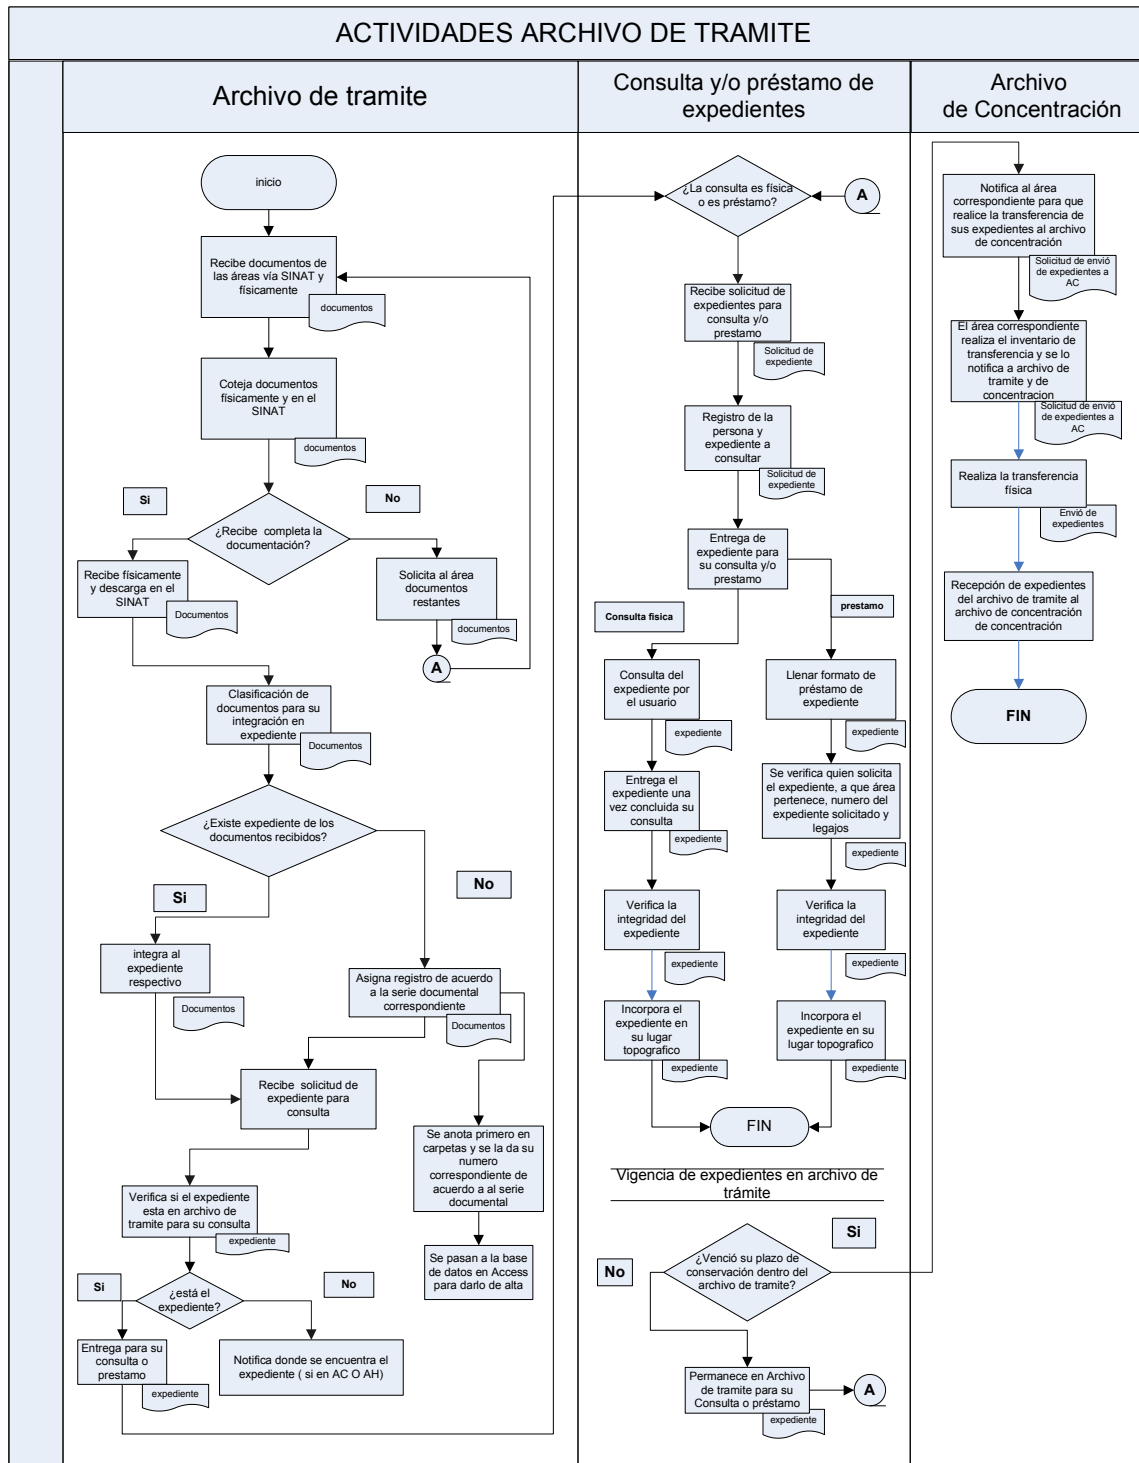 ACTIVIDADES ARCHIVO DE TRAMITE
Archivo de tramite
inicio
Recibe documentos de
las áreas vía SINAT y
físicamente
documentos
Coteja documentos
físicamente y en el
SINAT
documentos
Si
No
¿Recibe completa la
documentación?
Recibe físicamente
y descarga en el
SINAT
Documentos
Solicita al área
documentos
restantes
documentos
A
Clasificación de
documentos para su
integración en
expediente
Documentos
¿Existe expediente de los
documentos recibidos?
Si
No
integra al
expediente
respectivo
Documentos
Asigna registro de acuerdo
a la serie documental
correspondiente
Documentos
Recibe solicitud de
expediente para
consulta
Se anota primero en
carpetas y se la da su
numero
correspondiente de
acuerdo a al serie
documental
Verifica si el expediente
esta en archivo de
tramite para su consulta
expediente
Se pasan a la base
de datos en Access
para darlo de alta
Si
No
¿está el
expediente?
Entrega para su
consulta o
prestamo
expediente
Notifica donde se encuentra el
expediente ( si en AC O AH)
Consulta y/o préstamo de
expedientes
¿La consulta es física
o es préstamo?
A
Recibe solicitud de
expedientes para
consulta y/o
prestamo
Solicitud de
expediente
Registro de la
persona y
expediente a
consultar
Solicitud de
expediente
Entrega de
expediente para
su consulta y/o
prestamo
Consulta fisica
prestamo
Consulta del
expediente por
el usuario
expediente
Llenar formato de
préstamo de
expediente
expediente
Entrega el
expediente una
vez concluida su
consulta
expediente
Se verifica quien solicita
el expediente, a que área
pertenece, numero del
expediente solicitado y
legajos
expediente
Verifica la
integridad del
expediente
expediente
Verifica la
integridad del
expediente
expediente
Incorpora el
expediente en
su lugar
topografico
expediente
Incorpora el
expediente en su
lugar topografico
expediente
FIN
Vigencia de expedientes en archivo de
trámite
Si
No
¿Venció su plazo de
conservación dentro del
archivo de tramite?
Permanece en Archivo
de tramite para su
Consulta o préstamo
expediente
A
Archivo
de Concentración
Notifica al área
correspondiente para que
realice la transferencia de
sus expedientes al archivo
de concentración
Solicitud de envió
de expedientes a
AC
El área correspondiente
realiza el inventario de
transferencia y se lo
notifica a archivo de
tramite y de
concentracion
Solicitud de envió
de expedientes a
AC
Realiza la transferencia
física
Envió de
expedientes
Recepción de expedientes
del archivo de tramite al
archivo de concentración
de concentración
FIN